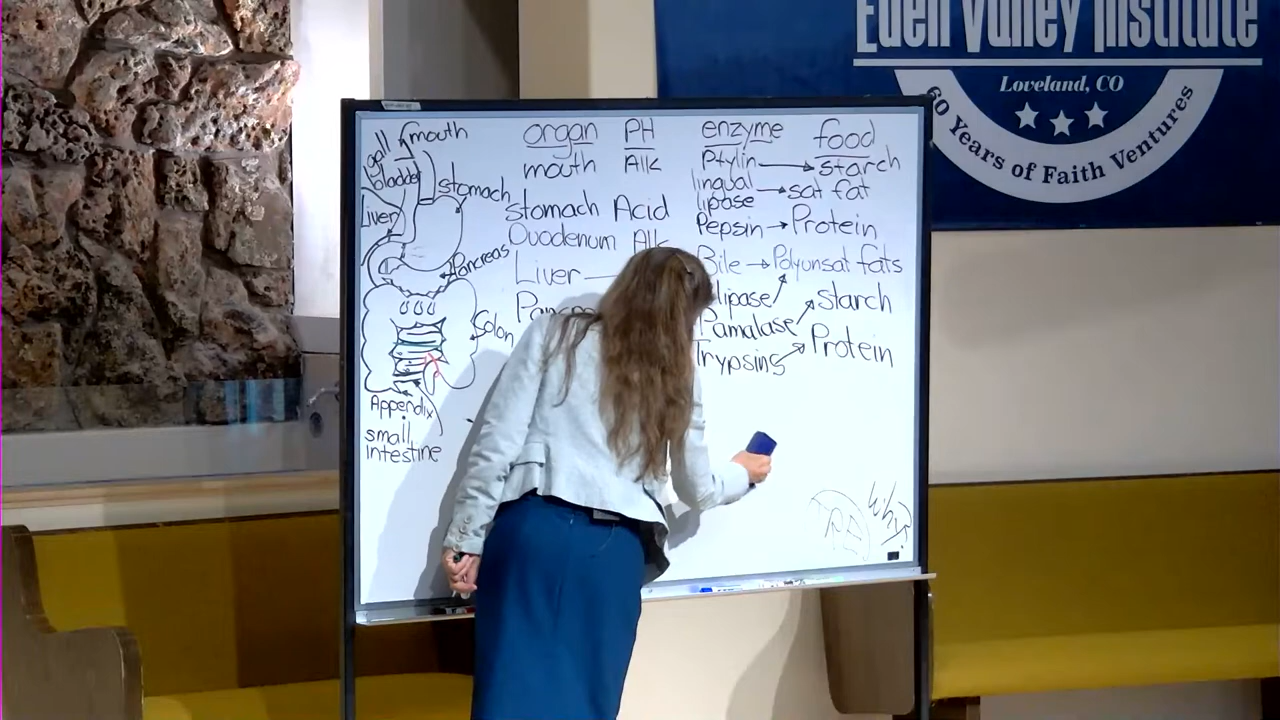 Eden Valley Institute
Loveland, CO
60 Years of Faith Ventures
gall bladder
mouth
stomach
Liver
Pancreas
Colon
Appendix
small intestine
organ PH enzyme food
mouth Alk Ptylin → starch
lingual lipase → sat fat
Stomach Acid Pepsin → Protein
Duodenum Alk
Liver Bile → Polyunsat fats
lipase
Pamalase starch
Trypsing → Protein
Why?